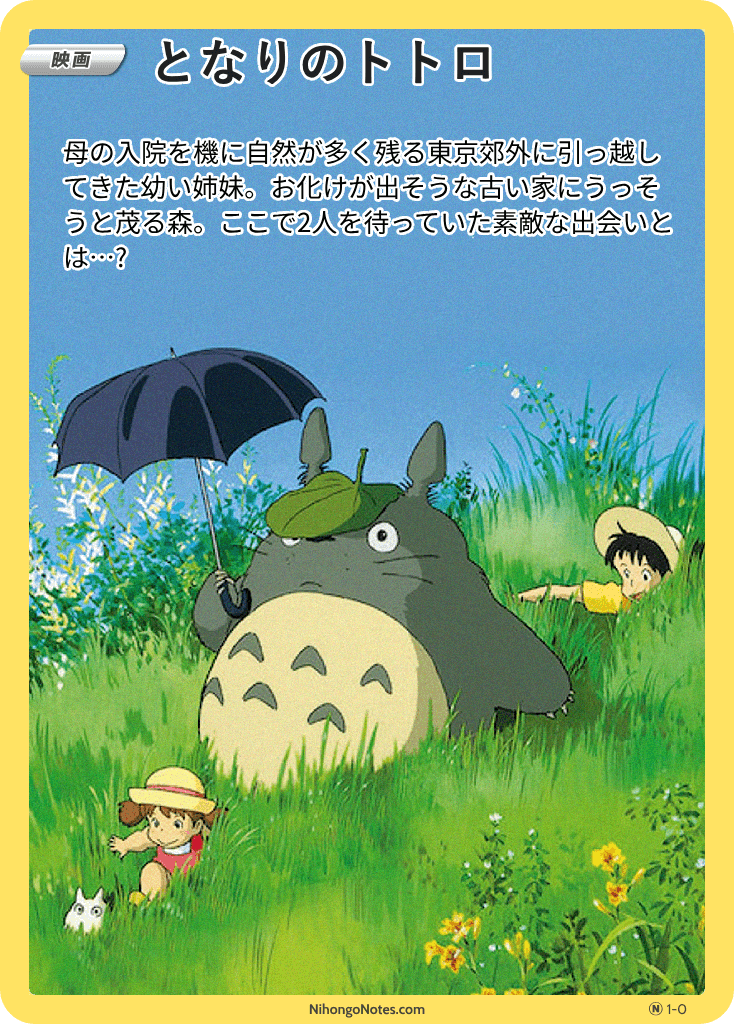 映画
となりのトトロ
母の入院を機に自然が多く残る東京郊外に引っ越し
てきた幼い姉妹。お化けが出そうな古い家にうっそ
うと茂る森。ここで2人を待っていた素敵な出会いと
は…?
NihongoNotes.com
Ⓝ 1-0